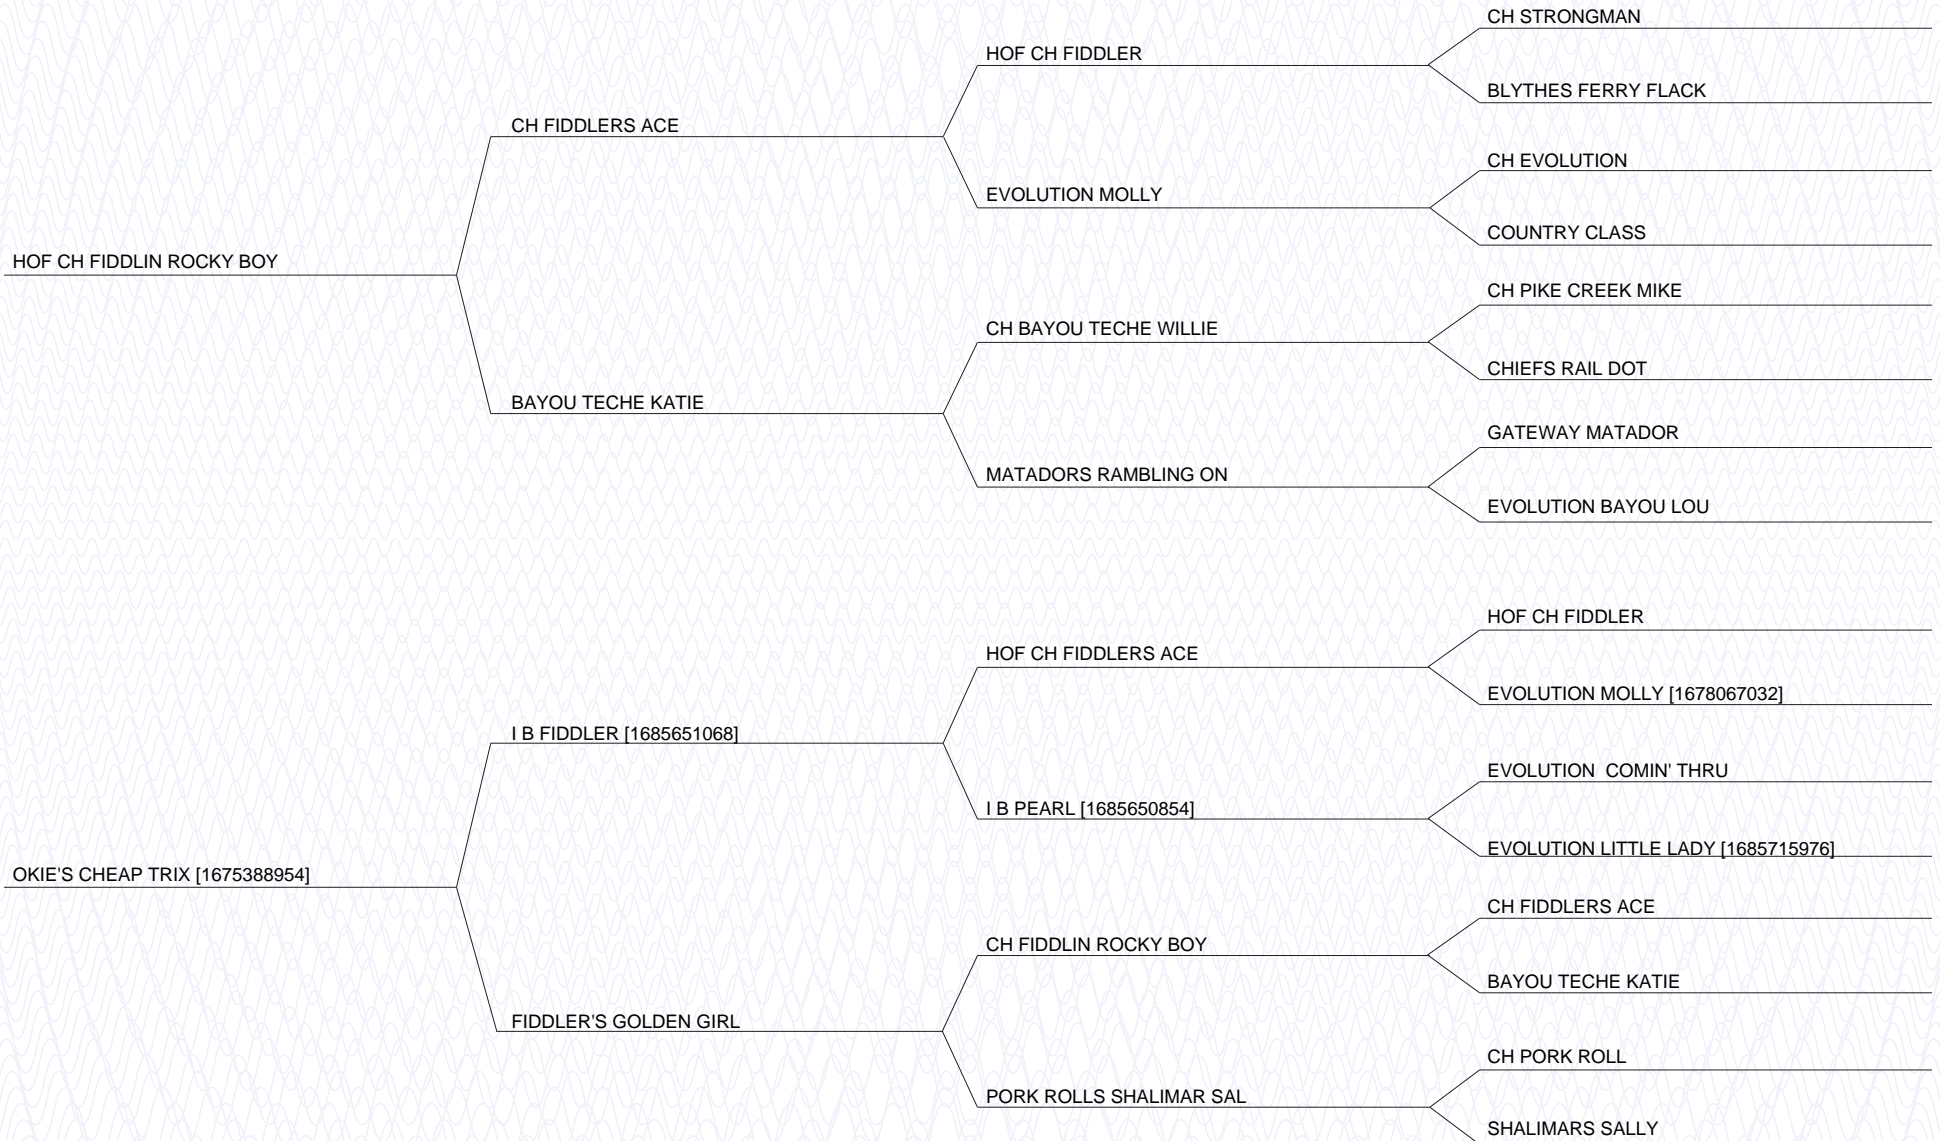 CH STRONGMAN
HOF CH FIDDLER
BLYTHES FERRY FLACK
CH FIDDLERS ACE
CH EVOLUTION
EVOLUTION MOLLY
COUNTRY CLASS
HOF CH FIDDLIN ROCKY BOY
CH PIKE CREEK MIKE
CH BAYOU TECHE WILLIE
CHIEFS RAIL DOT
BAYOU TECHE KATIE
GATEWAY MATADOR
MATADORS RAMBLING ON
EVOLUTION BAYOU LOU
HOF CH FIDDLER
HOF CH FIDDLERS ACE
EVOLUTION MOLLY [1678067032]
I B FIDDLER [1685651068]
EVOLUTION  COMIN' THRU
I B PEARL [1685650854]
EVOLUTION LITTLE LADY [1685715976]
OKIE'S CHEAP TRIX [1675388954]
CH FIDDLERS ACE
CH FIDDLIN ROCKY BOY
BAYOU TECHE KATIE
FIDDLER'S GOLDEN GIRL
CH PORK ROLL
PORK ROLLS SHALIMAR SAL
SHALIMARS SALLY